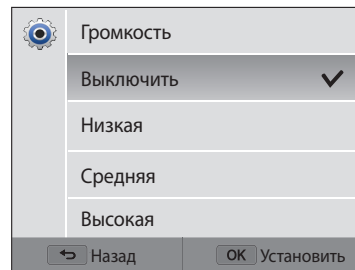 Громкость
Выключить
Низкая
Средняя
Высокая
Назад OK Установить